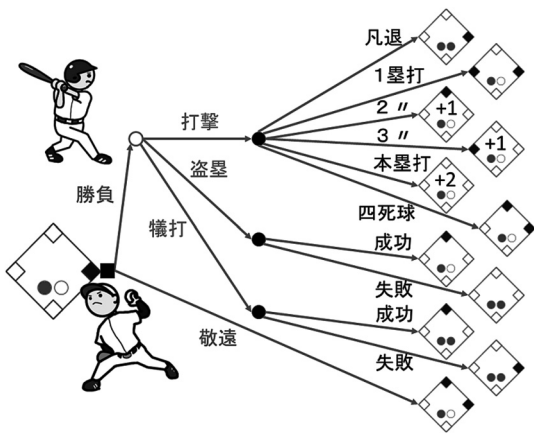 凡退
1塁打
2 〃
+1
3 〃
+1
本塁打
+2
四死球
打撃
盗塁
犠打
勝負
敬遠
成功
失敗
成功
失敗